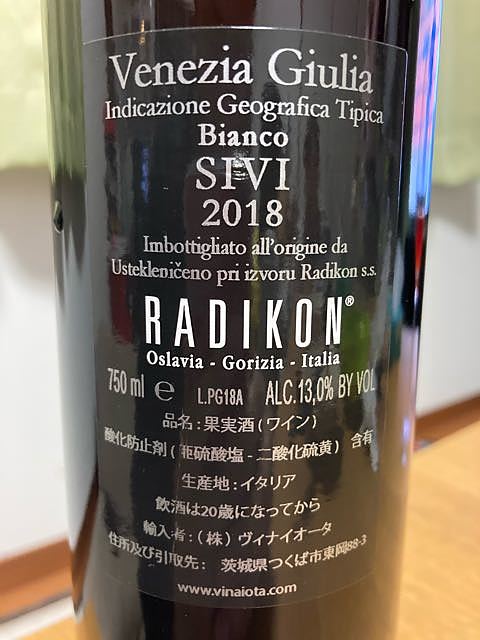 Venezia Giulia
Indicazione Geografica Tipica
Bianco
SIVI
2018
Imbottigliato all'origine da
Ustekleničeno pri izvoru Radikon s.s.
RADIKON®
Oslavia - Gorizia - Italia
750 ml ℮ L.PG18A ALC.13,0% BY VOL
品名:果実酒(ワイン)
酸化防止剤(亜硫酸塩-二酸化硫黄) 含有
生産地:イタリア
飲酒は20歳になってから
輸入者:(株)ヴィナイオータ
住所及び引取先: 茨城県つくば市東岡88-3
www.vinaiota.com